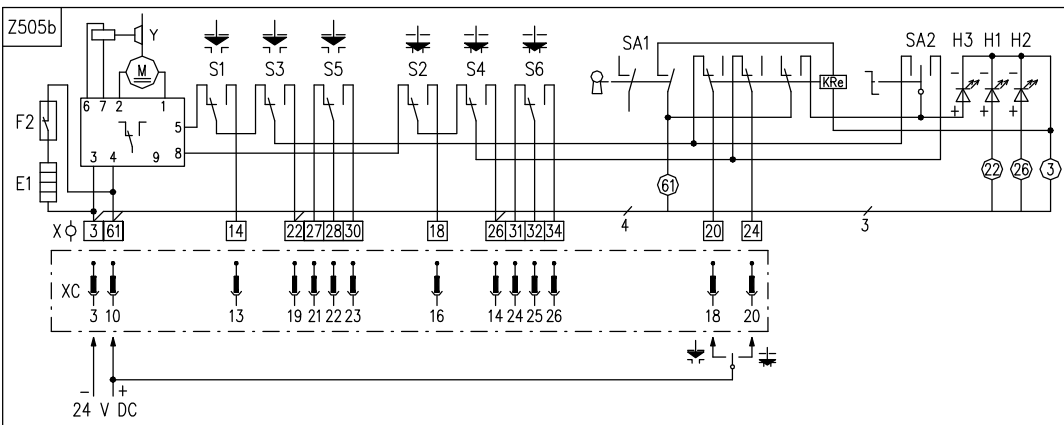 Z505b
Y
M
S1 S3 S5 S2 S4 S6
SA1 KRe SA2 H3 H1 H2
6 7 2 1
5
8
3 4 9
F2
E1
− − −
+ + +
61 22 26 3
4 3
X 3 61 14 22 27 28 30 18 26 31 32 34 20 24
XC
3 10 13 19 21 22 23 16 14 24 25 26 18 20
− +
24 V DC